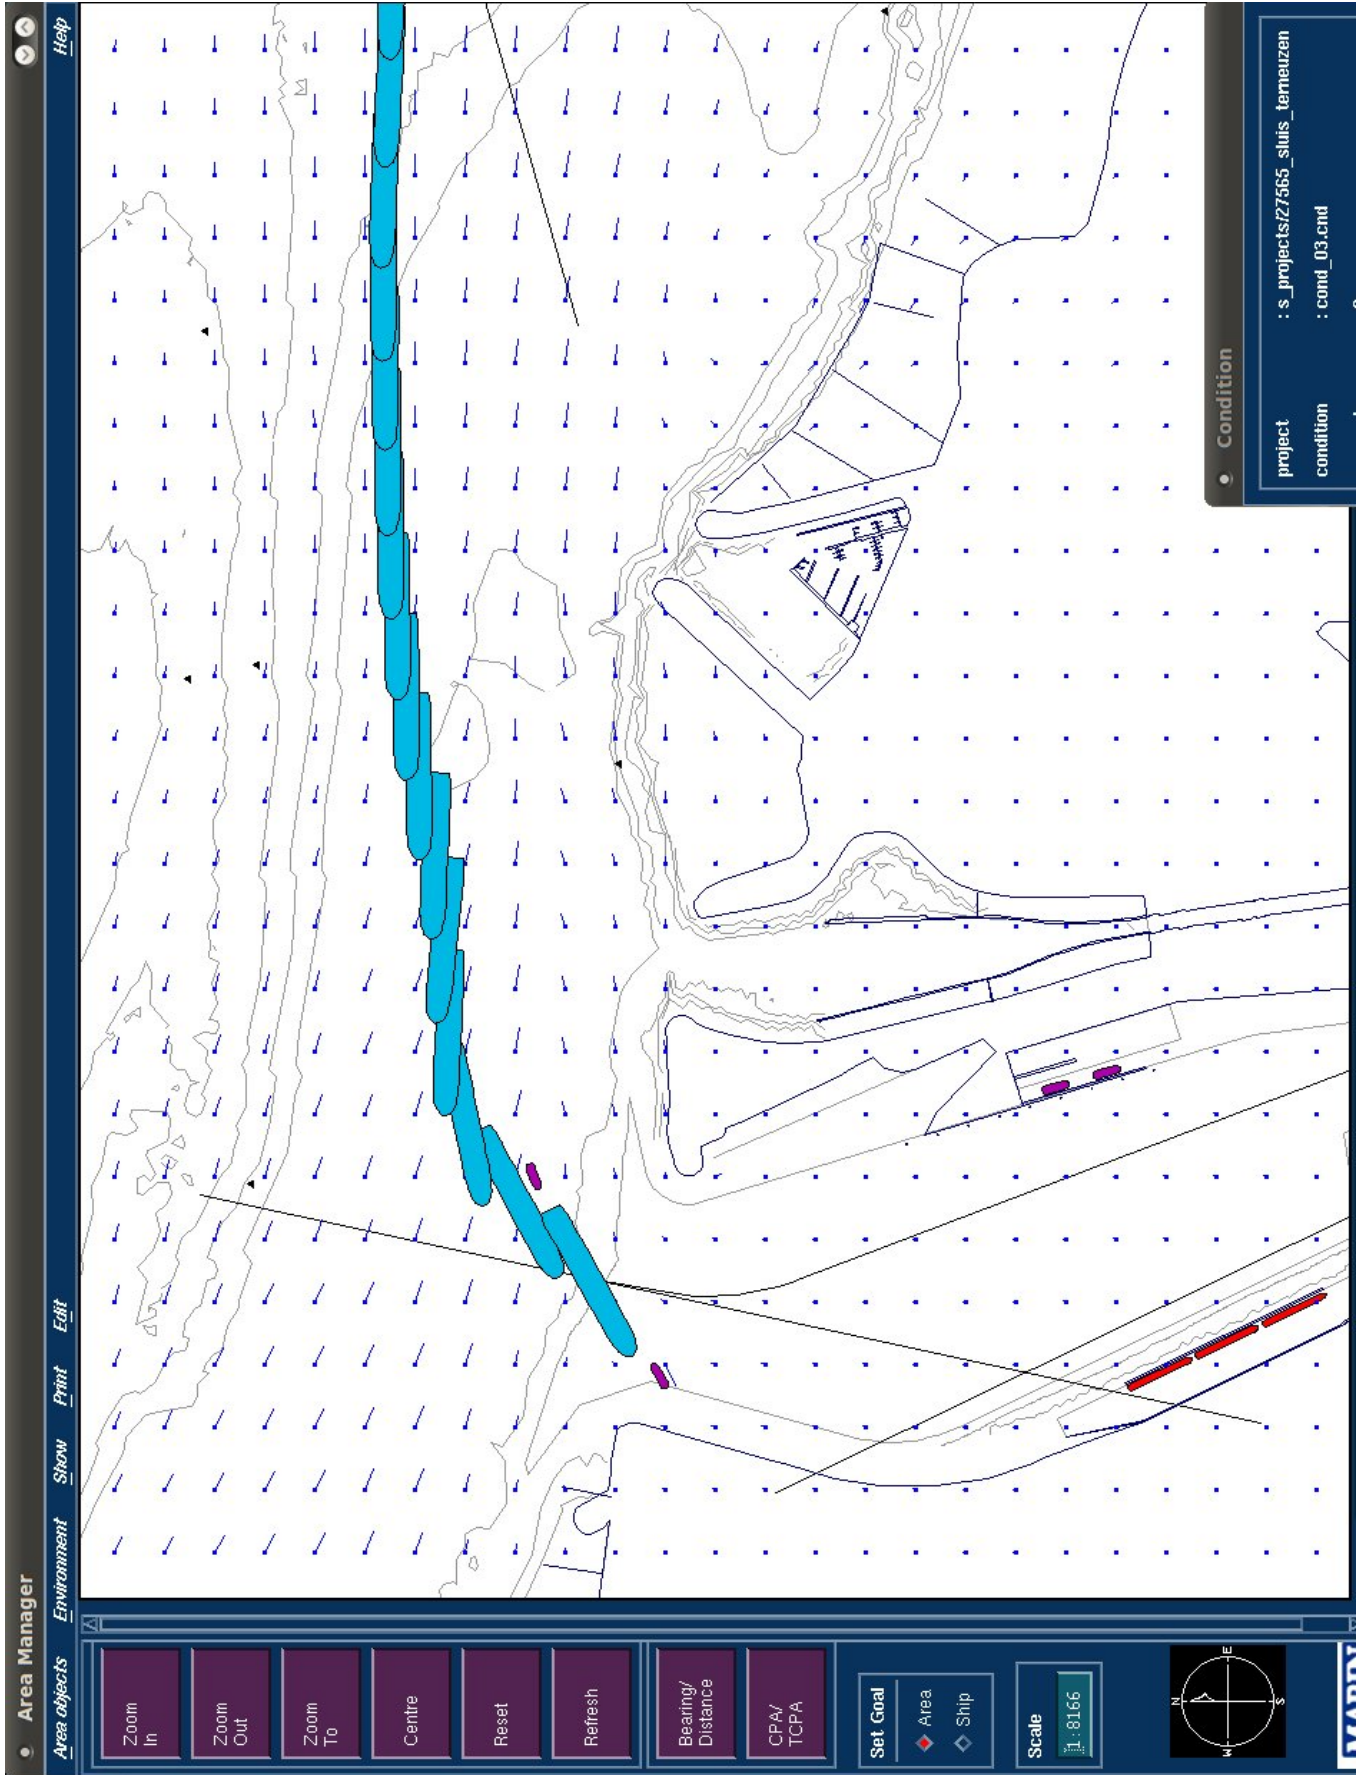 Area Manager
Area objects Environment Show Print Edit Help
Zoom
In
Zoom
Out
Zoom
To
Centre
Reset
Refresh
Bearing/
Distance
CPA/
TCPA
Set Goal
Area
Ship
Scale
1:8166
N
W E
S
Condition
project : s_projects/27565_sluis_terneuzen
condition : cond_03.cnd